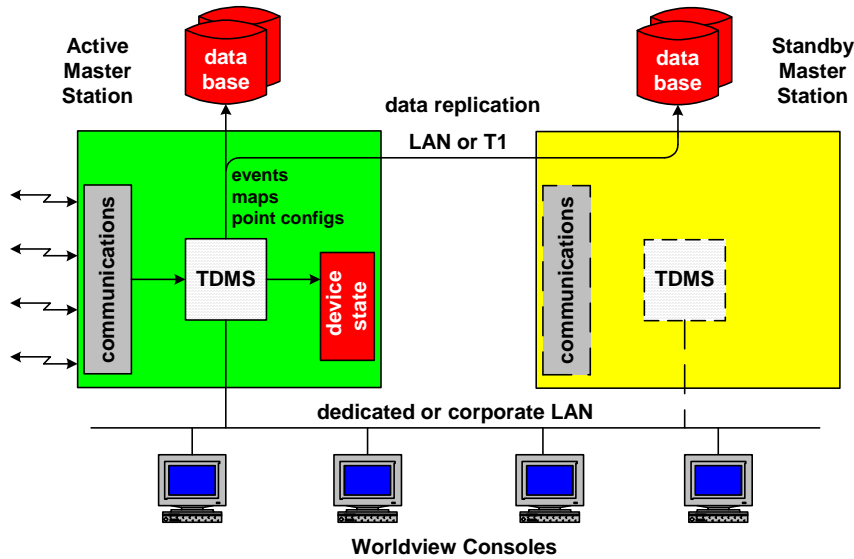 Active
Master
Station
data
base
data replication
LAN or T1
data
base
Standby
Master
Station
events
maps
point configs
communications
TDMS
device
state
communications
TDMS
dedicated or corporate LAN
Worldview Consoles